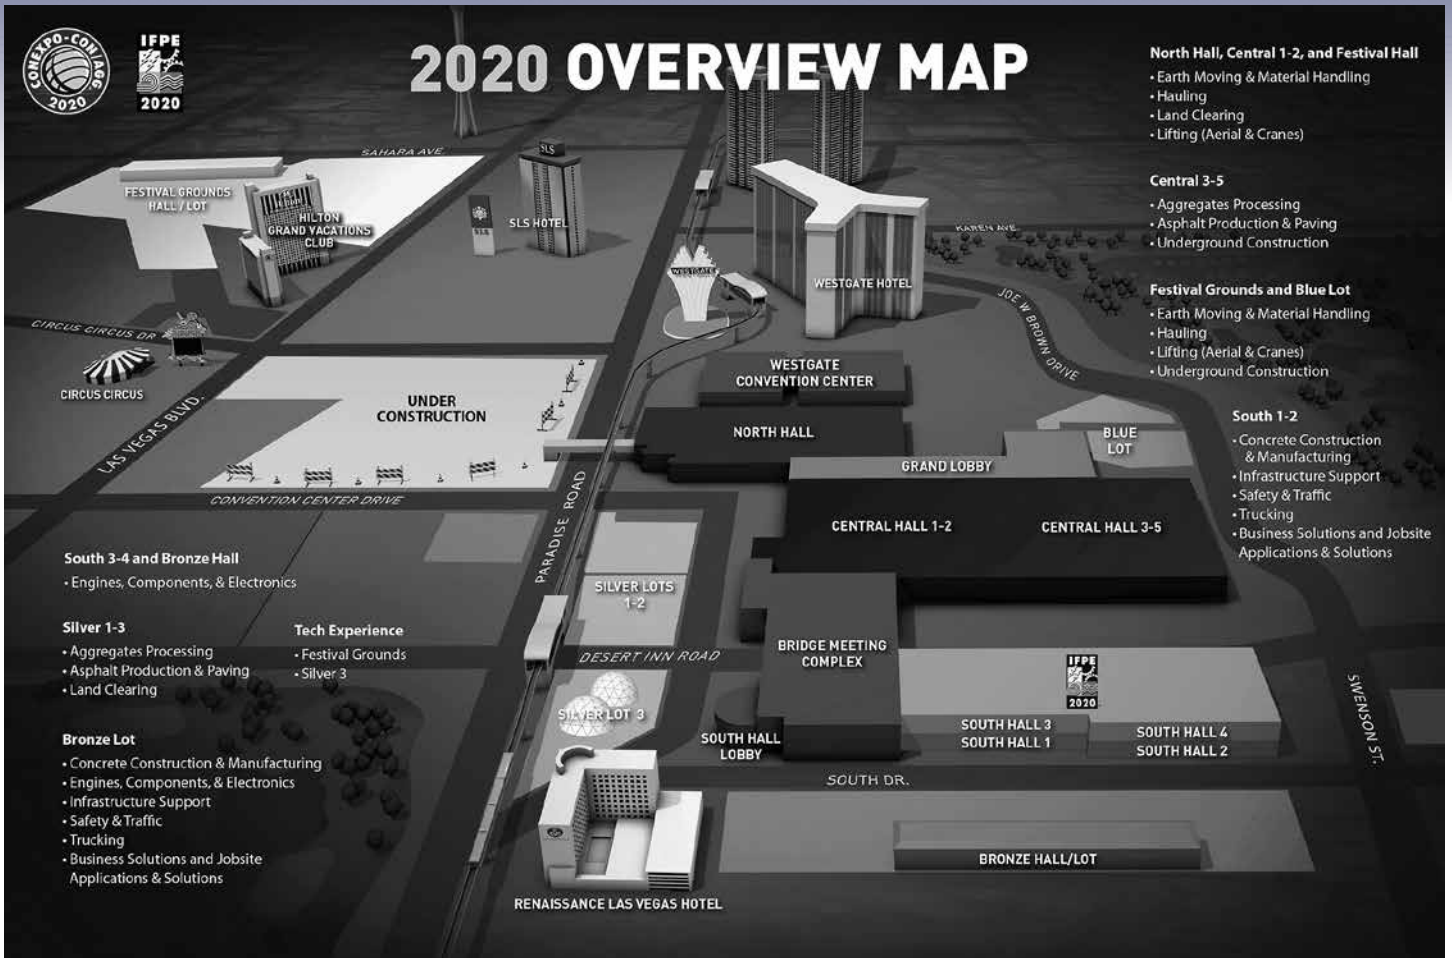 CONEXPO-CON/AGG
2020
IFPE
2020
2020 OVERVIEW MAP
North Hall, Central 1-2, and Festival Hall
• Earth Moving & Material Handling
• Hauling
• Land Clearing
• Lifting (Aerial & Cranes)
Central 3-5
• Aggregates Processing
• Asphalt Production & Paving
• Underground Construction
Festival Grounds and Blue Lot
• Earth Moving & Material Handling
• Hauling
• Lifting (Aerial & Cranes)
• Underground Construction
South 1-2
• Concrete Construction
& Manufacturing
• Infrastructure Support
• Safety & Traffic
• Trucking
• Business Solutions and Jobsite
Applications & Solutions
SAHARA AVE
FESTIVAL GROUNDS
HALL / LOT
HILTON
GRAND VACATIONS
CLUB
SLS
SLS
SLS HOTEL
KAREN AVE
WESTGATE
WESTGATE HOTEL
JOE W BROWN DRIVE
CIRCUS CIRCUS DR
CIRCUS CIRCUS
LAS VEGAS BLVD.
UNDER
CONSTRUCTION
WESTGATE
CONVENTION CENTER
NORTH HALL
BLUE
LOT
GRAND LOBBY
CONVENTION CENTER DRIVE
PARADISE ROAD
CENTRAL HALL 1-2
CENTRAL HALL 3-5
SILVER LOTS
1-2
DESERT INN ROAD
BRIDGE MEETING
COMPLEX
IFPE
2020
SILVER LOT 3
SOUTH HALL
LOBBY
SOUTH HALL 3
SOUTH HALL 1
SOUTH HALL 4
SOUTH HALL 2
SWENSON ST.
SOUTH DR.
BRONZE HALL/LOT
RENAISSANCE LAS VEGAS HOTEL
South 3-4 and Bronze Hall
• Engines, Components, & Electronics
Silver 1-3
• Aggregates Processing
• Asphalt Production & Paving
• Land Clearing
Tech Experience
• Festival Grounds
• Silver 3
Bronze Lot
• Concrete Construction & Manufacturing
• Engines, Components, & Electronics
• Infrastructure Support
• Safety & Traffic
• Trucking
• Business Solutions and Jobsite
Applications & Solutions